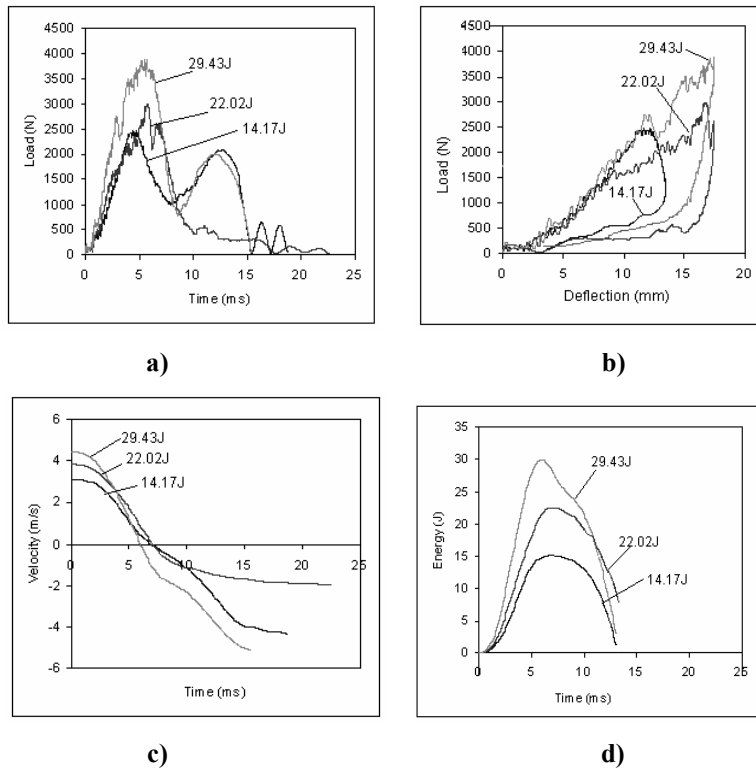 4500
4000
3500
3000
2500
2000
1500
1000
500
0
Load (N)
29.43J
22.02J
14.17J
0 5 10 15 20 25
Time (ms)
a)
4500
4000
3500
3000
2500
2000
1500
1000
500
0
Load (N)
29.43J
22.02J
14.17J
0 5 10 15 20
Deflection (mm)
b)
6
4
2
0
-2
-4
-6
Velocity (m/s)
29.43J
22.02J
14.17J
0 5 10 15 20 25
Time (ms)
c)
35
30
25
20
15
10
5
0
Energy (J)
29.43J
22.02J
14.17J
0 5 10 15 20 25
Time (ms)
d)